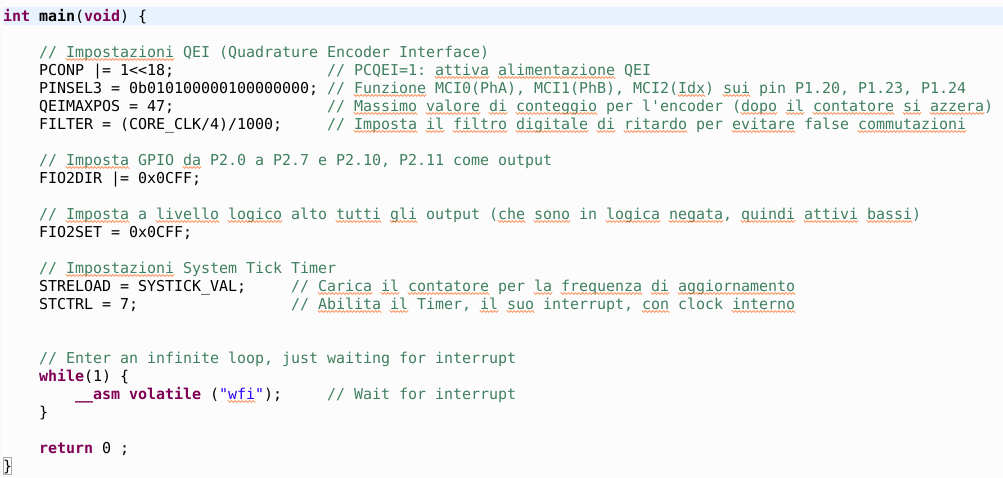 int main(void) {
// Impostazioni QEI (Quadrature Encoder Interface)
PCONP |= 1<<18; // PCQEI=1: attiva alimentazione QEI
PINSEL3 = 0b010100000100000000; // Funzione MCI0(PhA), MCI1(PhB), MCI2(Idx) sui pin P1.20, P1.23, P1.24
QEIMAXPOS = 47; // Massimo valore di conteggio per l'encoder (dopo il contatore si azzera)
FILTER = (CORE_CLK/4)/1000; // Imposta il filtro digitale di ritardo per evitare false commutazioni
// Imposta GPIO da P2.0 a P2.7 e P2.10, P2.11 come output
FIO2DIR |= 0x0CFF;
// Imposta a livello logico alto tutti gli output (che sono in logica negata, quindi attivi bassi)
FIO2SET = 0x0CFF;
// Impostazioni System Tick Timer
STRELOAD = SYSTICK_VAL; // Carica il contatore per la frequenza di aggiornamento
STCTRL = 7; // Abilita il Timer, il suo interrupt, con clock interno
// Enter an infinite loop, just waiting for interrupt
while(1) {
__asm volatile ("wfi"); // Wait for interrupt
}
return 0 ;
}